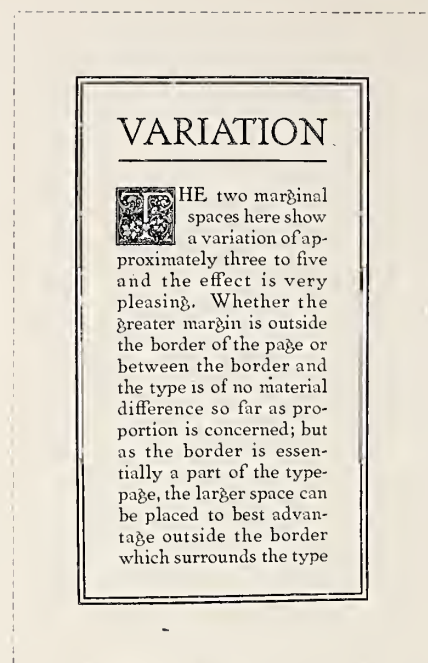 VARIATION
THE two marginal
spaces here show
a variation of ap-
proximately three to five
and the effect is very
pleasing. Whether the
greater margin is outside
the border of the page or
between the border and
the type is of no material
difference so far as pro-
portion is concerned; but
as the border is essen-
tially a part of the type-
page, the larger space can
be placed to best advan-
tage outside the border
which surrounds the type